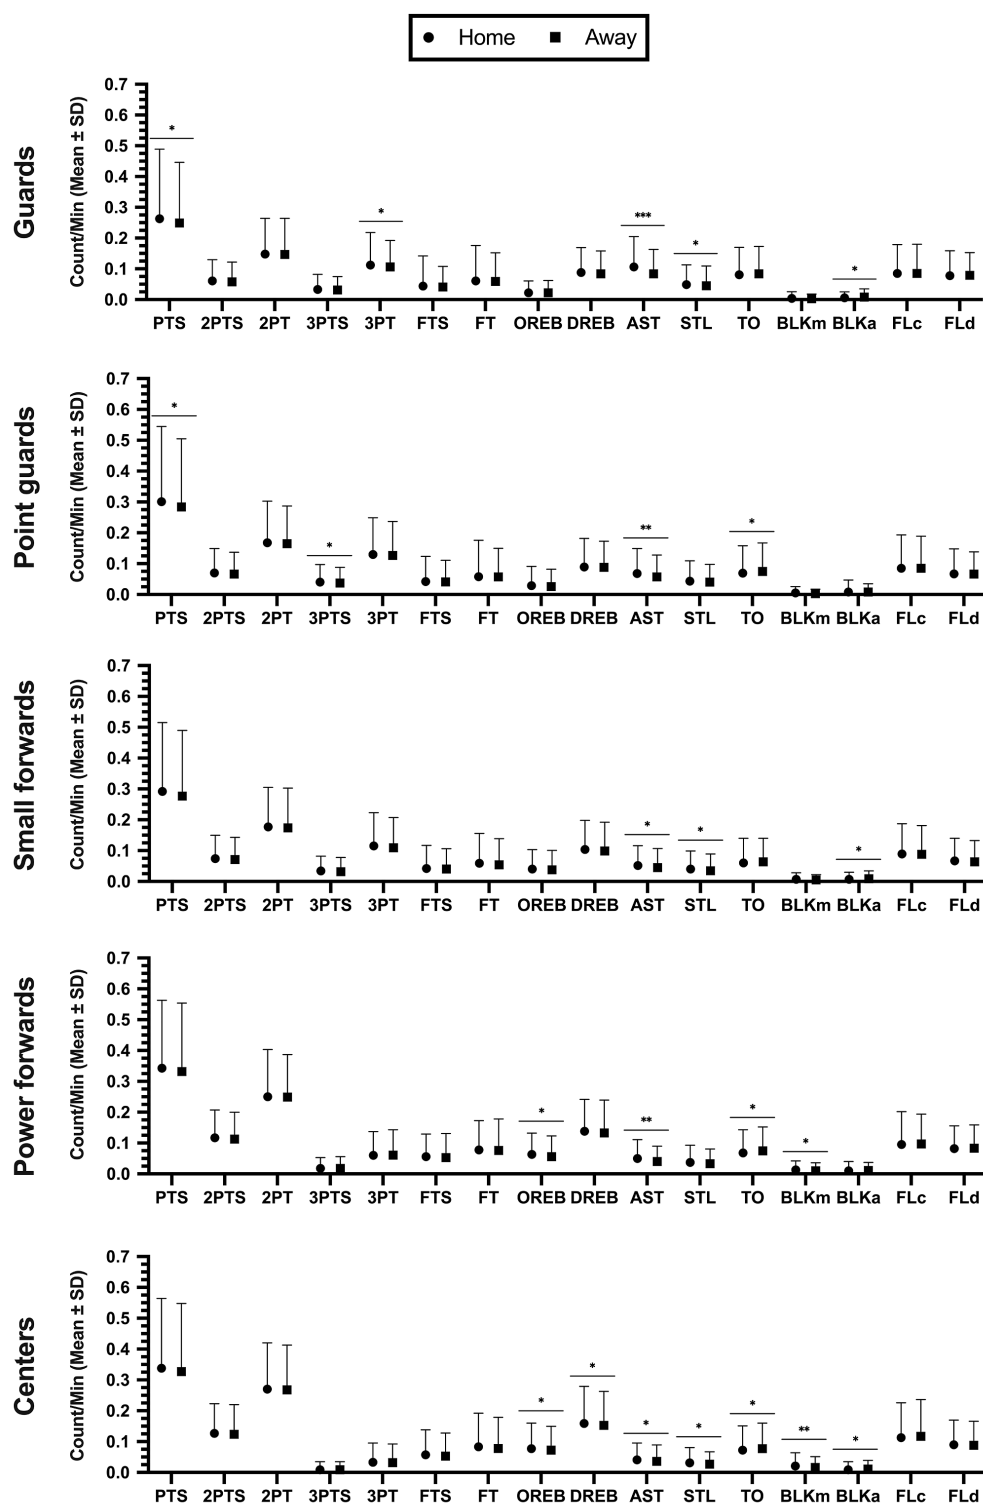 Home Away
Guards
Count/Min (Mean ± SD)
0.7
0.6
0.5
0.4
0.3
0.2
0.1
0.0
* * *** * *
PTS 2PTS 2PT 3PTS 3PT FTS FT OREB DREB AST STL TO BLKm BLKa FLc FLd
Point guards
Count/Min (Mean ± SD)
0.7
0.6
0.5
0.4
0.3
0.2
0.1
0.0
* * ** *
PTS 2PTS 2PT 3PTS 3PT FTS FT OREB DREB AST STL TO BLKm BLKa FLc FLd
Small forwards
Count/Min (Mean ± SD)
0.7
0.6
0.5
0.4
0.3
0.2
0.1
0.0
* * *
PTS 2PTS 2PT 3PTS 3PT FTS FT OREB DREB AST STL TO BLKm BLKa FLc FLd
Power forwards
Count/Min (Mean ± SD)
0.7
0.6
0.5
0.4
0.3
0.2
0.1
0.0
* ** * *
PTS 2PTS 2PT 3PTS 3PT FTS FT OREB DREB AST STL TO BLKm BLKa FLc FLd
Centers
Count/Min (Mean ± SD)
0.7
0.6
0.5
0.4
0.3
0.2
0.1
0.0
* * * * * ** *
PTS 2PTS 2PT 3PTS 3PT FTS FT OREB DREB AST STL TO BLKm BLKa FLc FLd